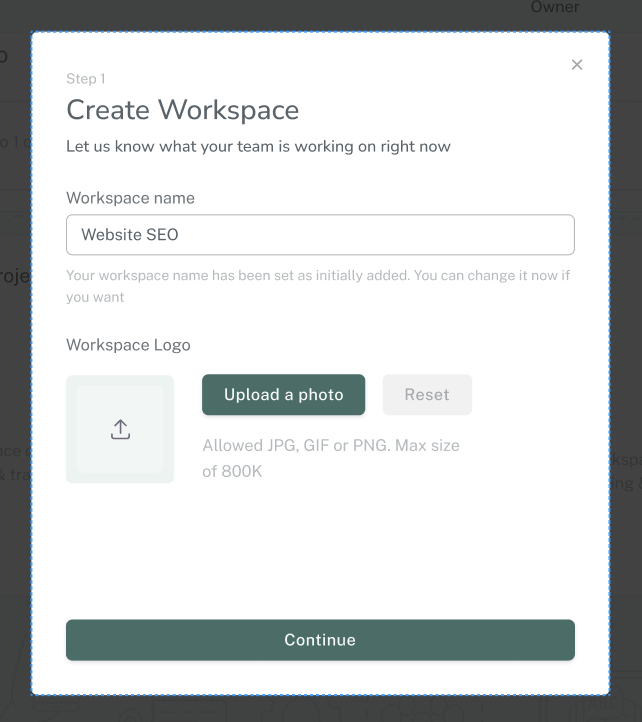 Owner
Step 1
Create Workspace
Let us know what your team is working on right now
Workspace name
Website SEO
Your workspace name has been set as initially added. You can change it now if
you want
Workspace Logo
Upload a photo
Reset
Allowed JPG, GIF or PNG. Max size
of 800K
Continue